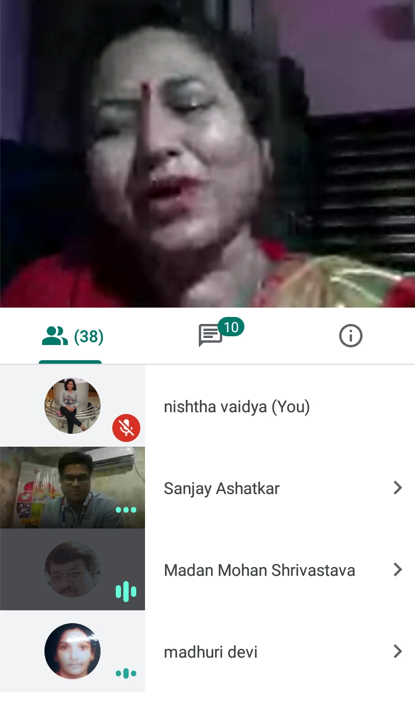 (38)
10
nishtha vaidya (You)
Sanjay Ashatkar
Madan Mohan Shrivastava
madhuri devi